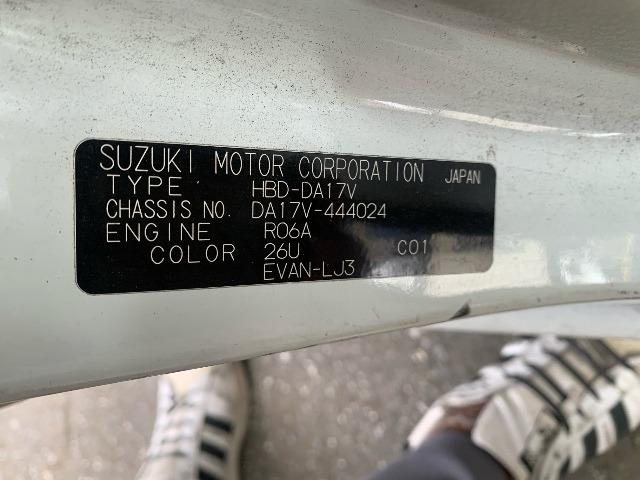 SUZUKI MOTOR CORPORATION JAPAN
TYPE HBD-DA17V
CHASSIS NO. DA17V-444024
ENGINE R06A
COLOR 26U C01
EVAN-LJ3